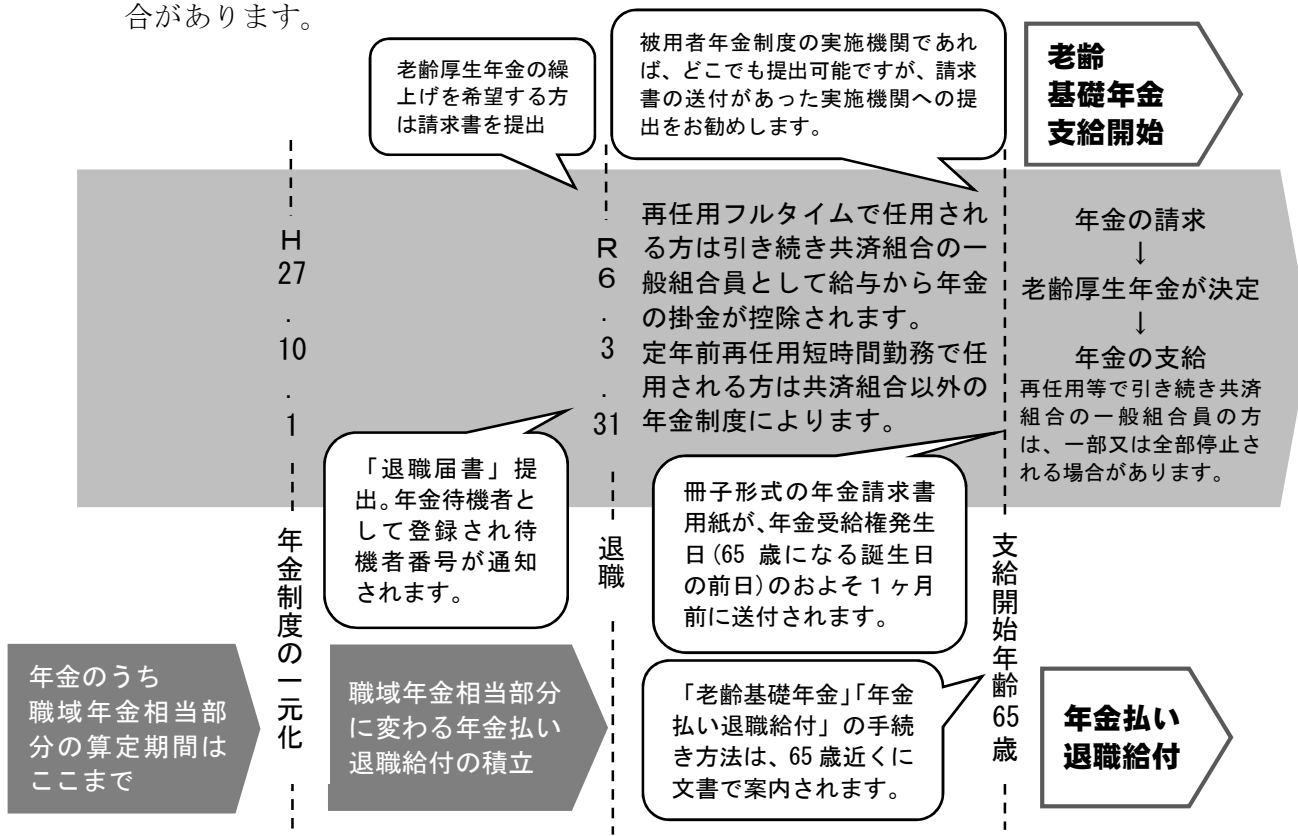 合があります。
老齢厚生年金の繰
上げを希望する方
は請求書を提出
被用者年金制度の実施機関であれ
ば、どこでも提出可能ですが、請求
書の送付があった実施機関への提
出をお勧めします。
老齢
基礎年金
支給開始
H
27
.
10
.
1
年金制度の一元化
R
6
.
3
.
31
退職
再任用フルタイムで任用され
る方は引き続き共済組合の一
般組合員として給与から年金
の掛金が控除されます。
定年前再任用短時間勤務で任
用される方は共済組合以外の
年金制度によります。
年金の請求
↓
老齢厚生年金が決定
↓
年金の支給
再任用等で引き続き共済
組合の一般組合員の方
は、一部又は全部停止さ
れる場合があります。
「退職届書」提
出。年金待機者と
して登録され待
機者番号が通知
されます。
冊子形式の年金請求書
用紙が、年金受給権発生
日(65 歳になる誕生日
の前日)のおよそ1ヶ月
前に送付されます。
支給開始年齢65歳
年金のうち
職域年金相当部
分の算定期間は
ここまで
職域年金相当部分
に変わる年金払い
退職給付の積立
「老齢基礎年金」「年金
払い退職給付」の手続
き方法は、65 歳近くに
文書で案内されます。
年金払い
退職給付